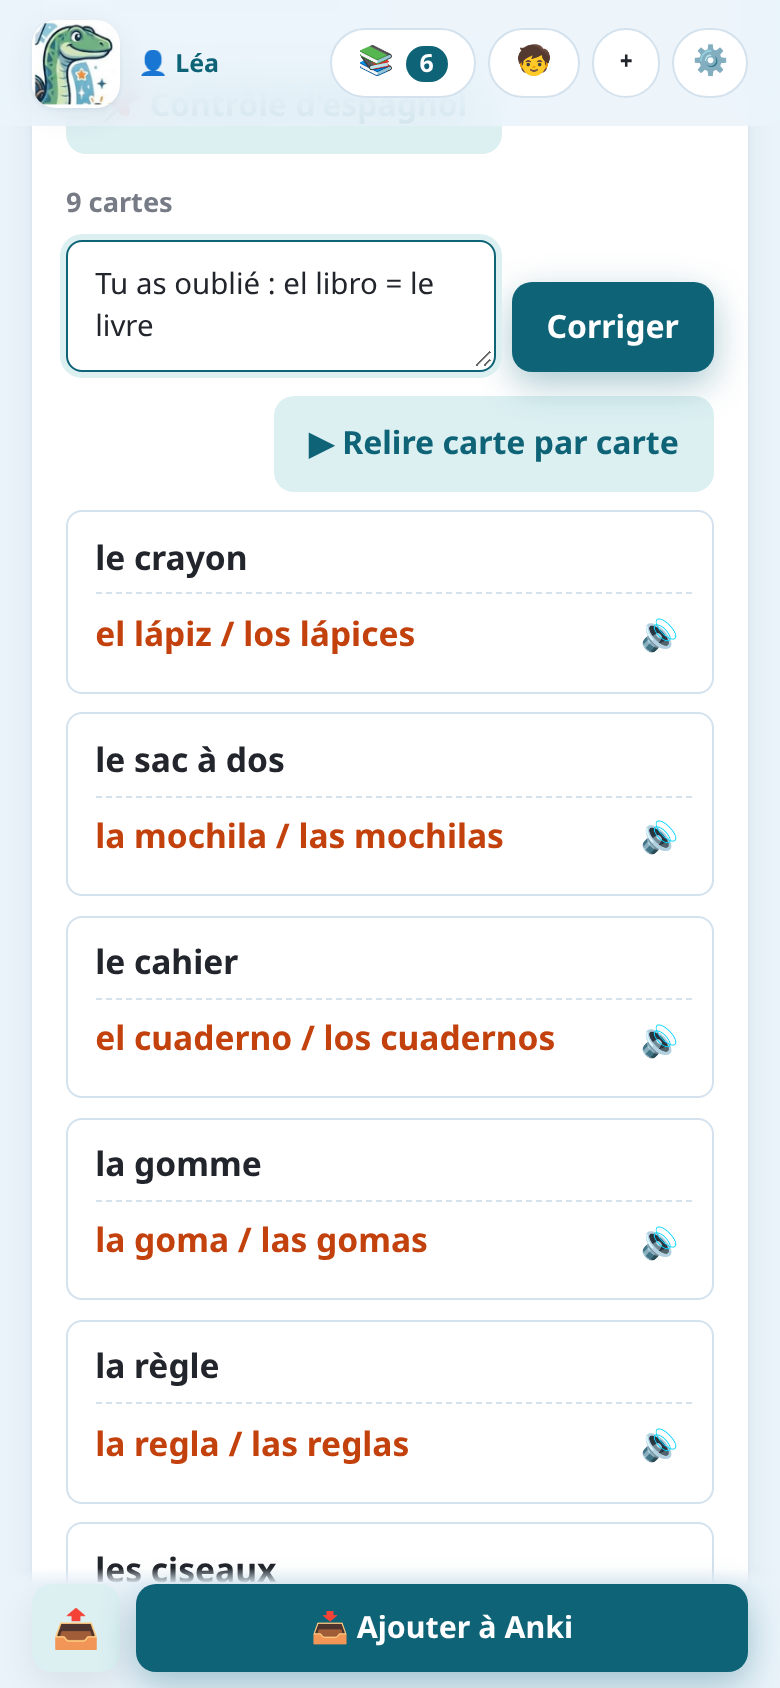 Léa
6
+
Contrôle d'espagnol
9 cartes
Tu as oublié : el libro = le
livre
Corriger
▶ Relire carte par carte
le crayon
el lápiz / los lápices
le sac à dos
la mochila / las mochilas
le cahier
el cuaderno / los cuadernos
la gomme
la goma / las gomas
la règle
la regla / las reglas
les ciseaux
Ajouter à Anki